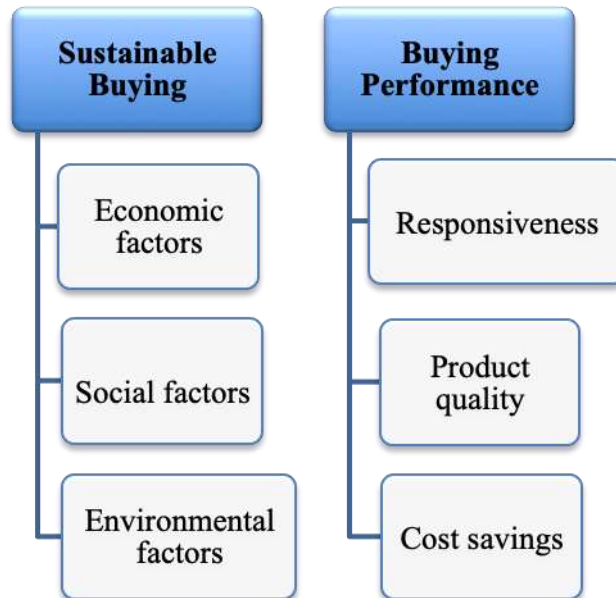 Sustainable
Buying
Economic
factors
Social factors
Environmental
factors
Buying
Performance
Responsiveness
Product
quality
Cost savings